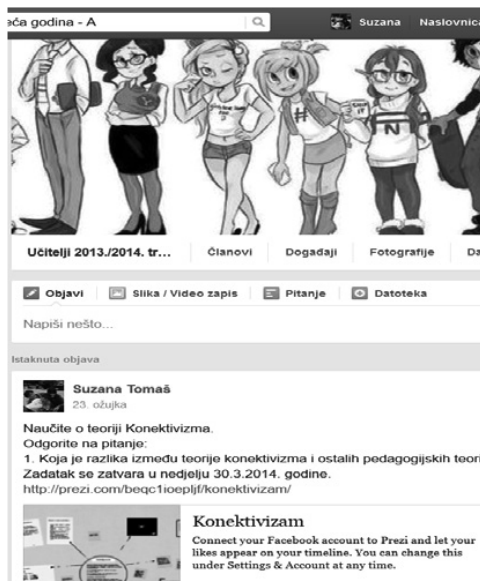 eća godina - A
Suzana Naslovnica
#
SHIP IT
N
Učitelji 2013./2014. tr... Članovi Događaji Fotografije Da
Objavi Slika / Video zapis Pitanje Datoteka
Napiši nešto...
Istaknuta objava
Suzana Tomaš
23. ožujka
Naučite o teoriji Konektivizma.
Odgorite na pitanje:
1. Koja je razlika između teorije konektivizma i ostalih pedagogijskih teori
Zadatak se zatvara u nedjelju 30.3.2014. godine.
http://prezi.com/beqc1ioepljf/konektivizam/
Konektivizam
Connect your Facebook account to Prezi and let your
likes appear on your timeline. You can change this
under Settings & Account at any time.